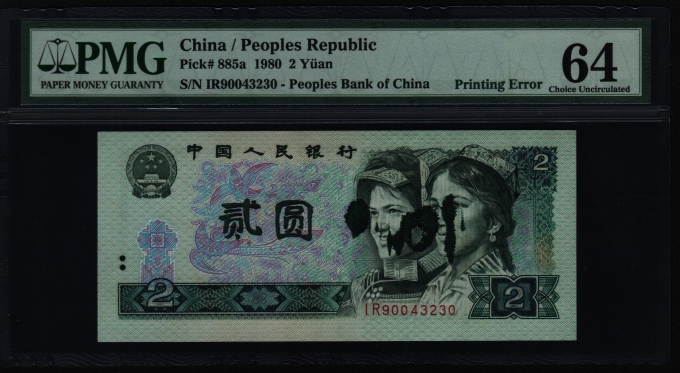 PMG
PAPER MONEY GUARANTY
China / Peoples Republic
Pick# 885a 1980 2 Yüan
S/N IR90043230 - Peoples Bank of China
Printing Error
64
Choice Uncirculated
中国人民银行
2
贰圆
2
2
IR90043230